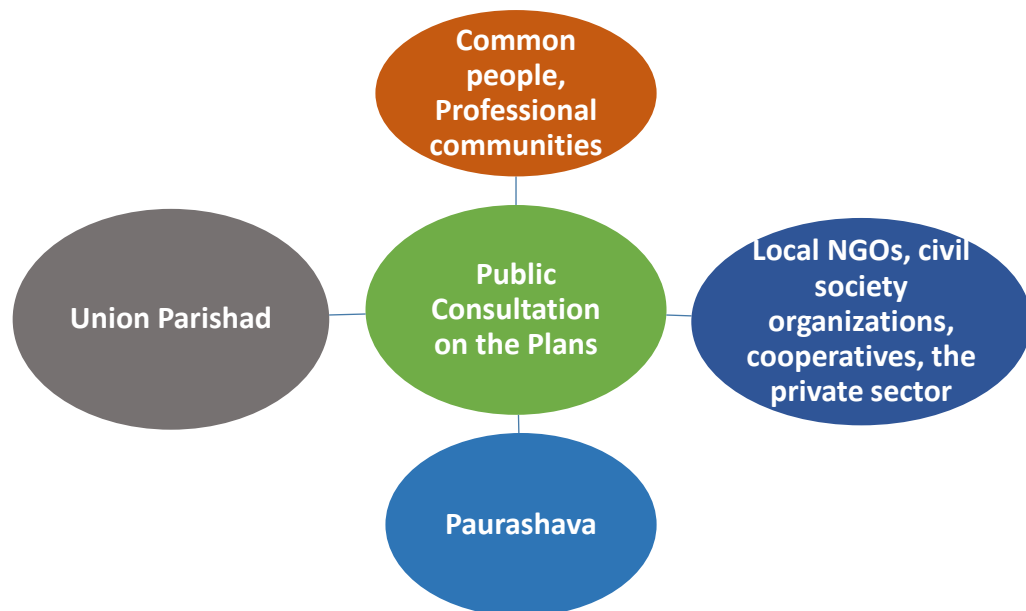 Common
people,
Professional
communities
Union Parishad
Public
Consultation
on the Plans
Local NGOs, civil
society
organizations,
cooperatives, the
private sector
Paurashava